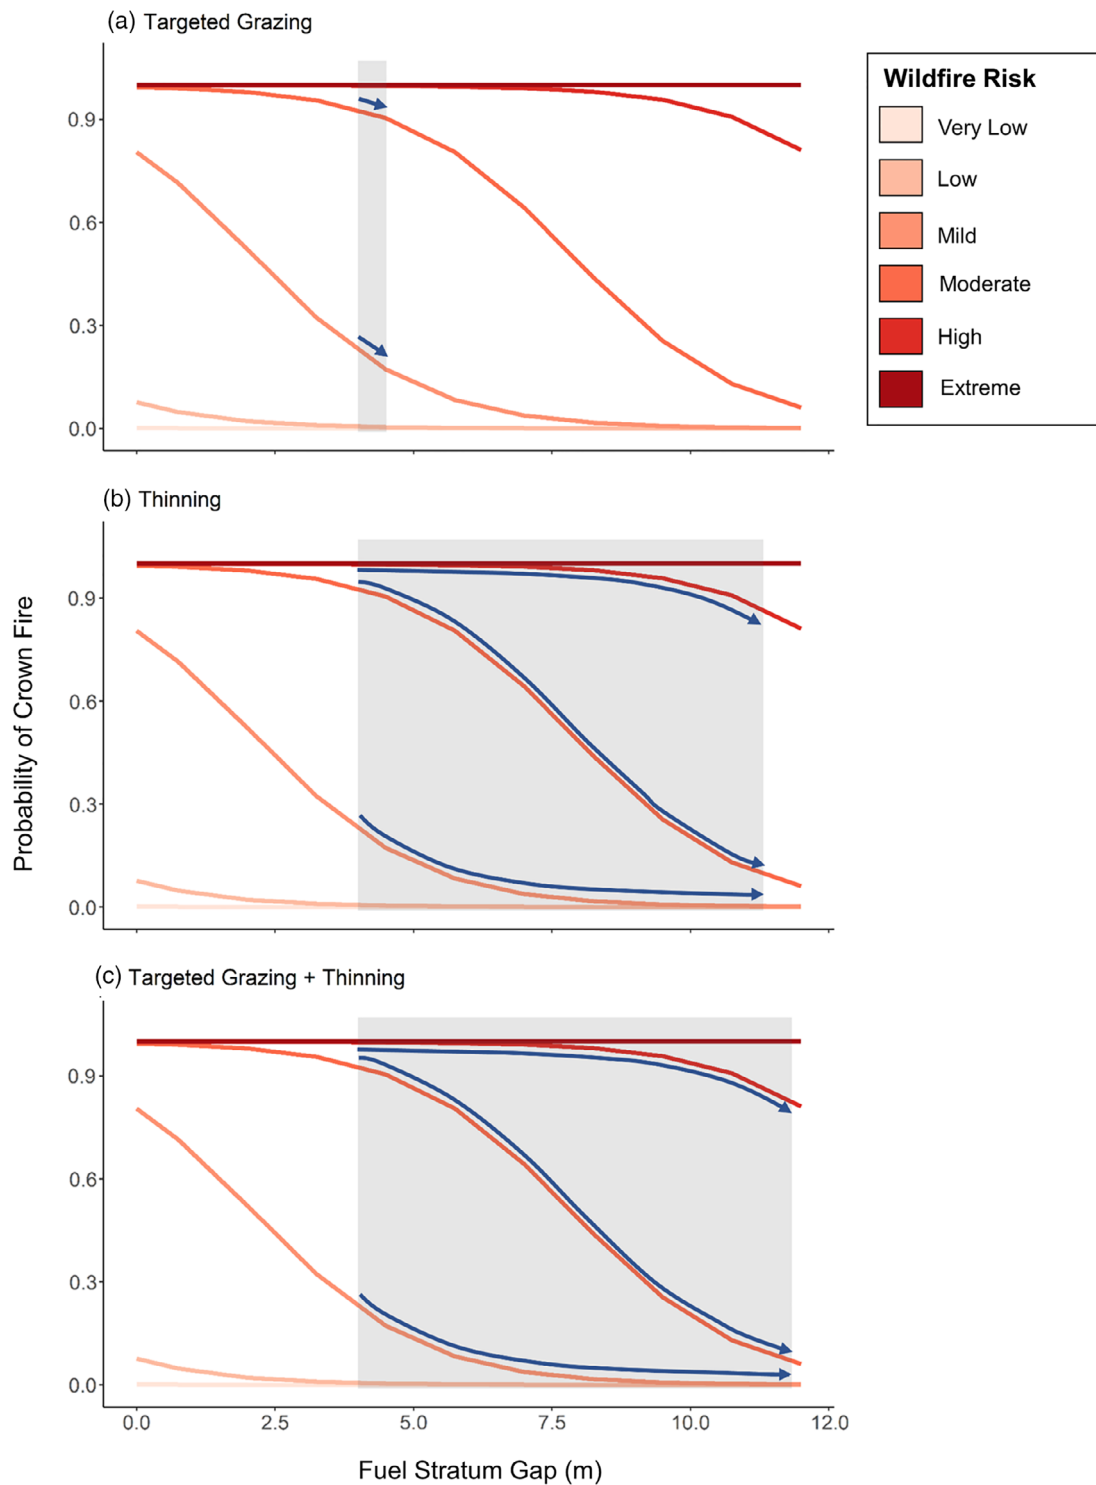 (a) Targeted Grazing
0.9
0.6
0.3
0.0
Wildfire Risk
Very Low
Low
Mild
Moderate
High
Extreme
(b) Thinning
0.9
0.6
0.3
0.0
Probability of Crown Fire
(c) Targeted Grazing + Thinning
0.9
0.6
0.3
0.0
0.0 2.5 5.0 7.5 10.0 12.0
Fuel Stratum Gap (m)